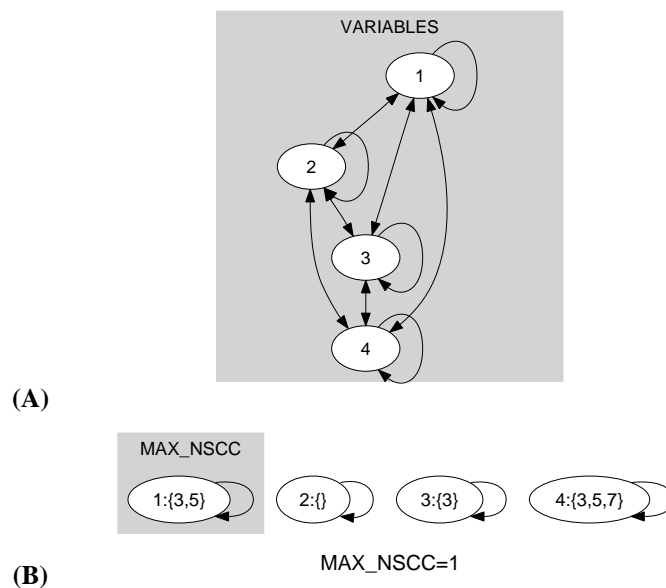 VARIABLES
1
2
3
4
(A)
MAX_NSCC
1:{3,5} 2:{} 3:{3} 4:{3,5,7}
(B)
MAX_NSCC=1